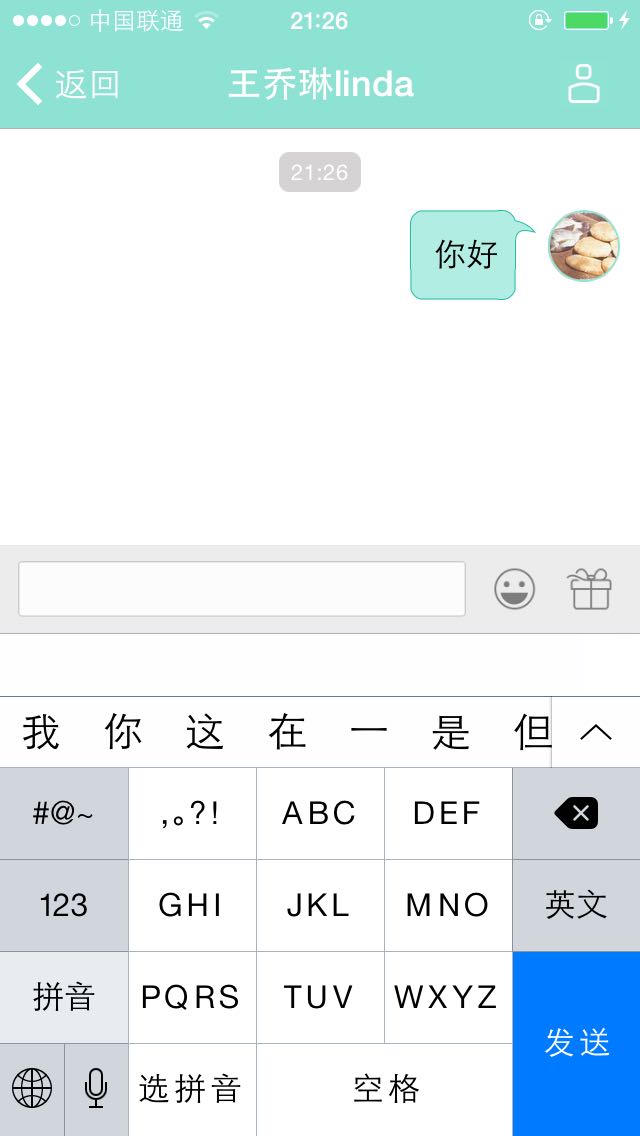 中国联通 21:26
返回 王乔琳linda
21:26
你好
我 你 这 在 一 是 但
#@~ ,。?! ABC DEF
123 GHI JKL MNO 英文
拼音 PQRS TUV WXYZ
发送
选拼音 空格